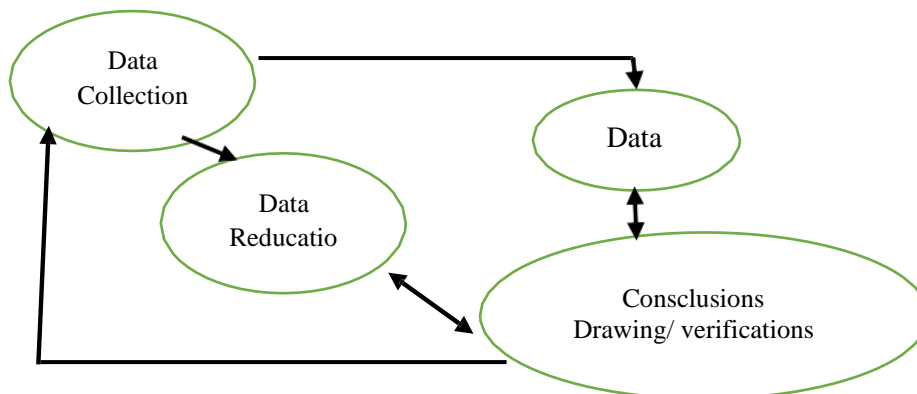 Data
Collection
Data
Data
Reducatio
Consclusions
Drawing/ verifications